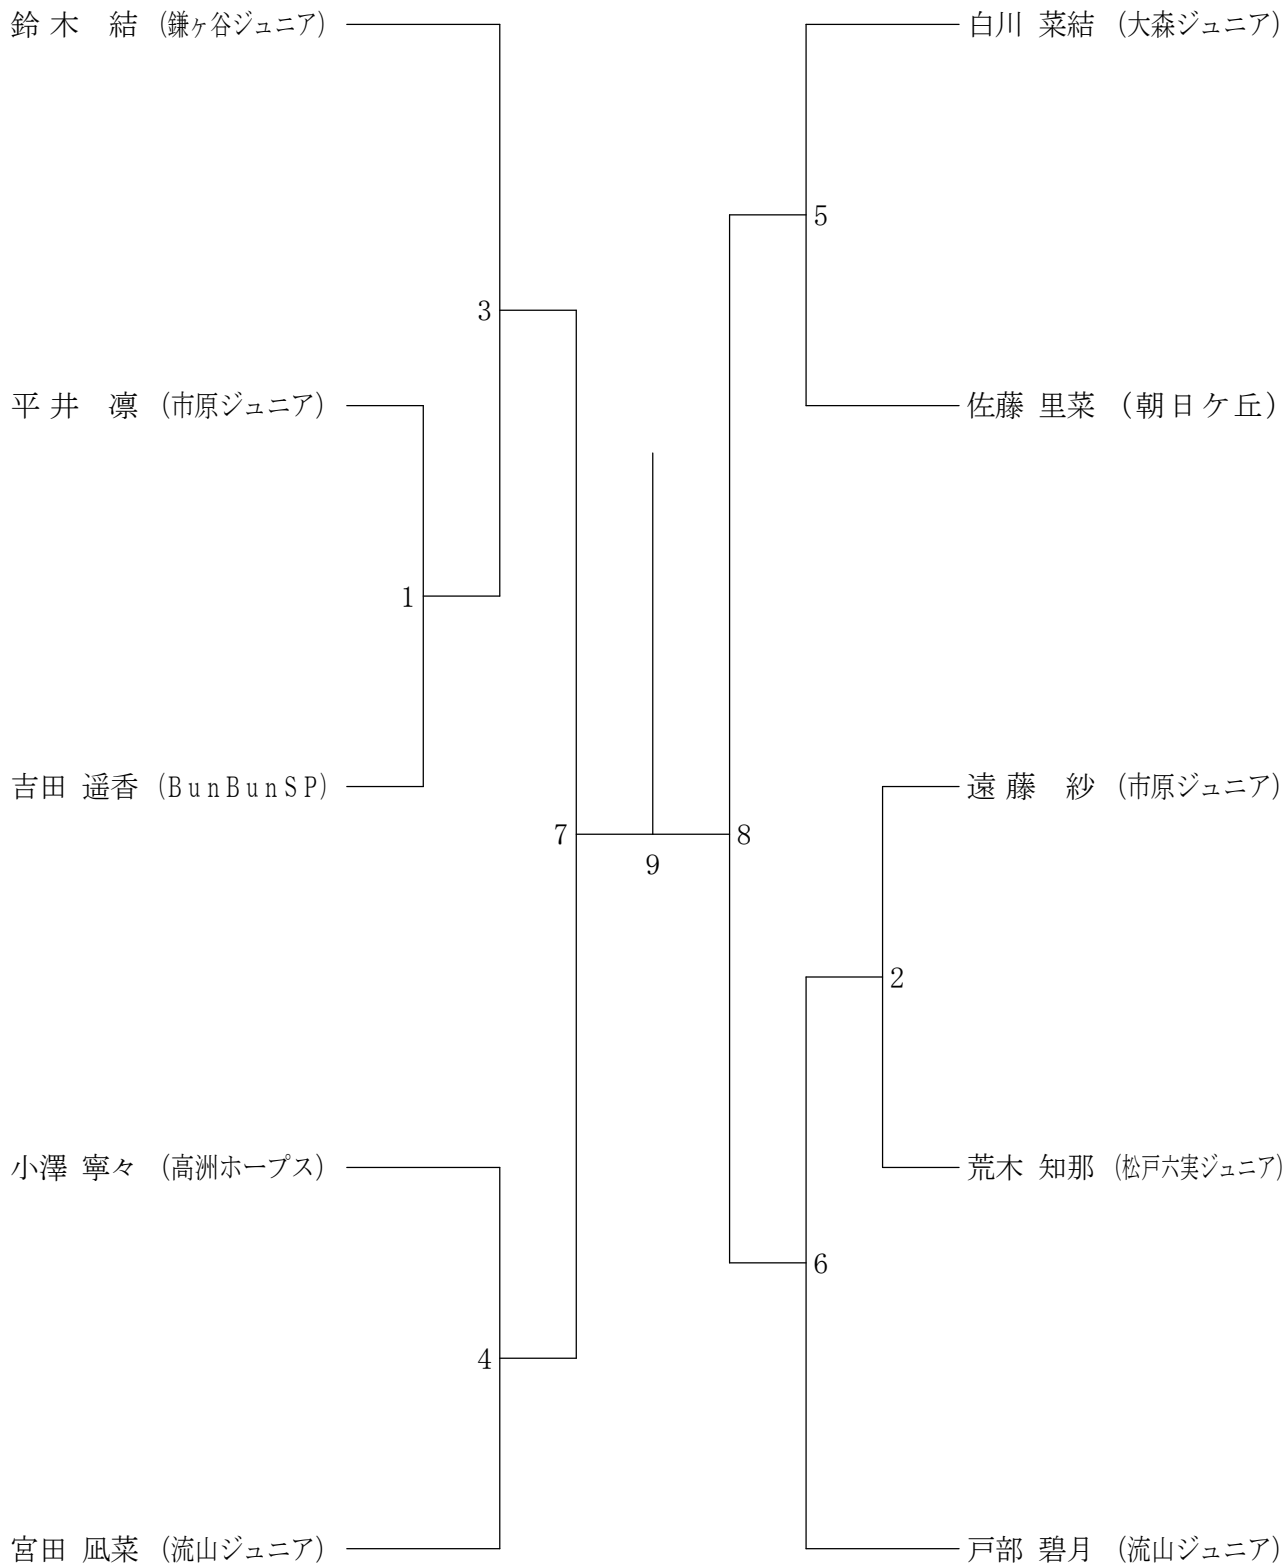 鈴木 結 (鎌ヶ谷ジュニア)
3
平井 凛 (市原ジュニア)
1
吉田 遥香 (BunBunSP)
7
小澤 寧々 (高洲ホープス)
4
宮田 凪菜 (流山ジュニア)
9
白川 菜結 (大森ジュニア)
5
佐藤 里菜 (朝日ケ丘)
8
遠藤 紗 (市原ジュニア)
2
荒木 知那 (松戸六実ジュニア)
6
戸部 碧月 (流山ジュニア)